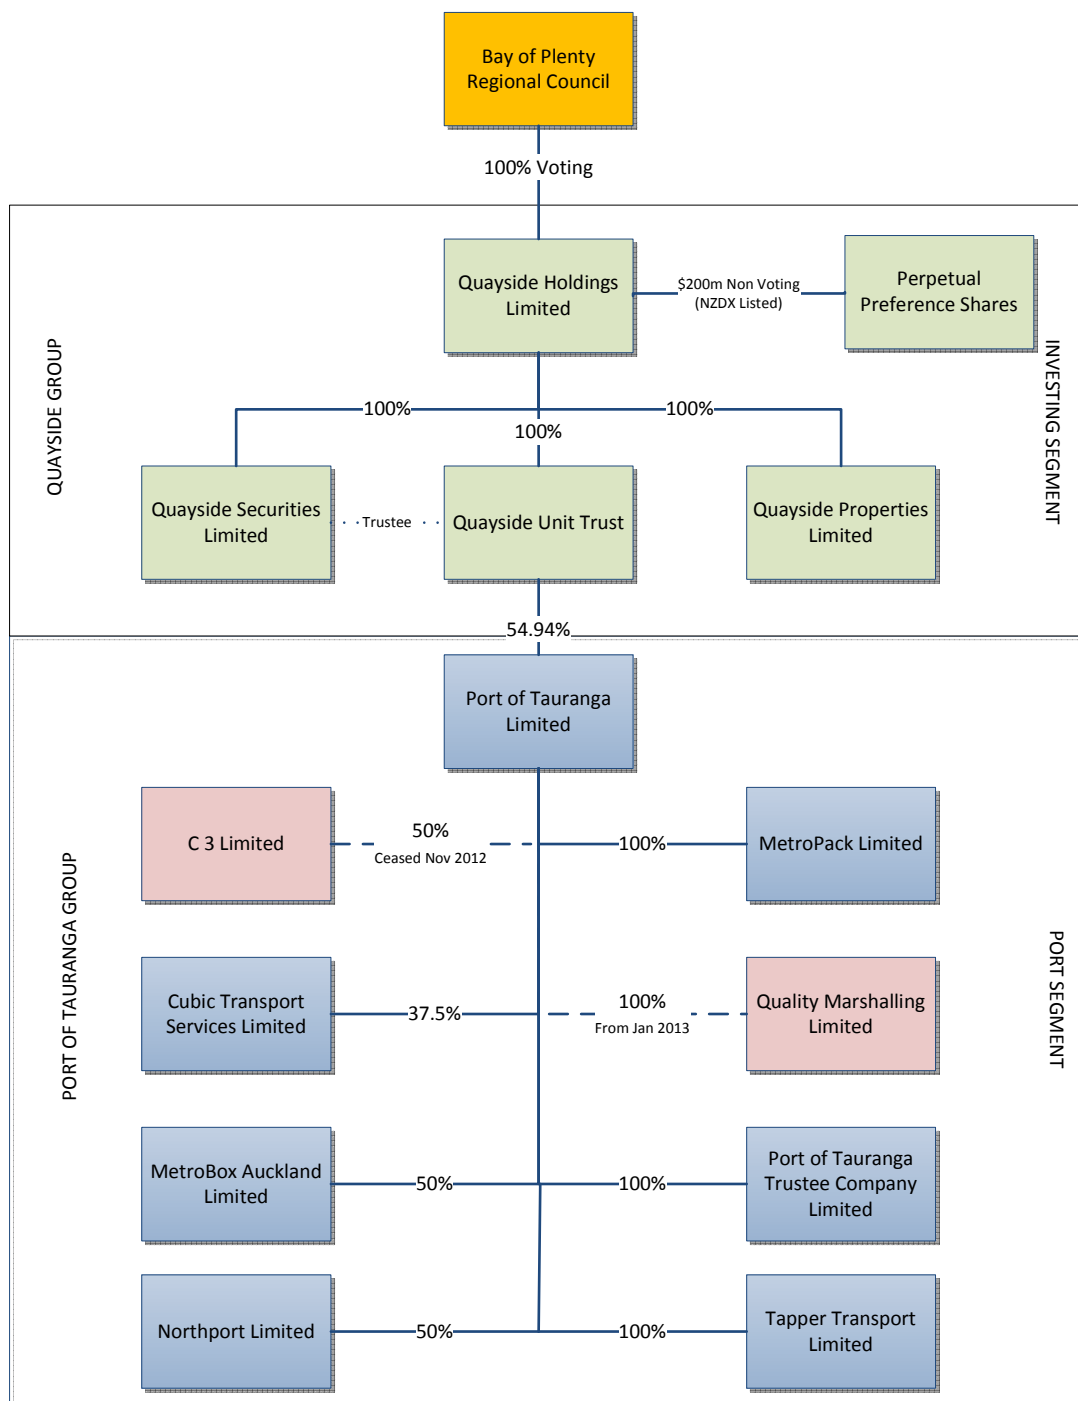 Bay of Plenty
Regional Council
100% Voting
Quayside Holdings
Limited
$200m Non Voting
(NZDX Listed)
Perpetual
Preference Shares
QUAYSIDE GROUP
INVESTING SEGMENT
100%
100%
100%
Quayside Securities
Limited
Trustee
Quayside Unit Trust
Quayside Properties
Limited
54.94%
Port of Tauranga
Limited
C 3 Limited
50%
Ceased Nov 2012
100%
MetroPack Limited
PORT OF TAURANGA GROUP
PORT SEGMENT
Cubic Transport
Services Limited
37.5%
100%
From Jan 2013
Quality Marshalling
Limited
MetroBox Auckland
Limited
50%
100%
Port of Tauranga
Trustee Company
Limited
Northport Limited
50%
100%
Tapper Transport
Limited